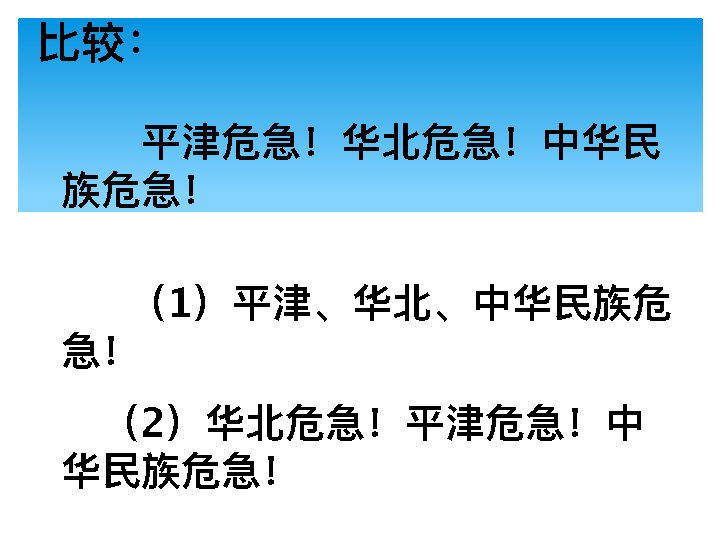 比较：
平津危急！华北危急！中华民
族危急！
（1）平津、华北、中华民族危
急！
（2）华北危急！平津危急！中
华民族危急！